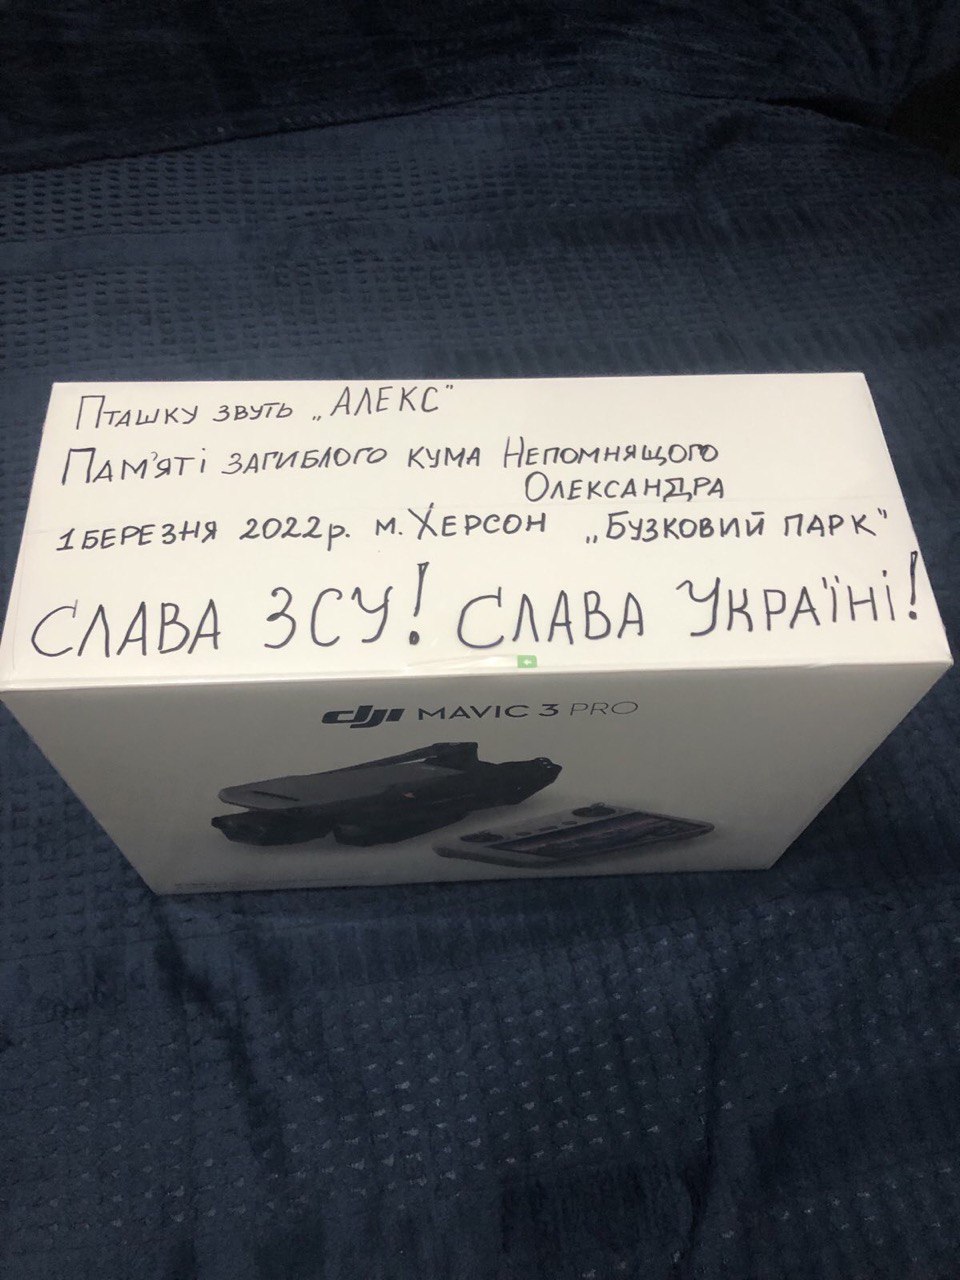 Пташку звуть „АЛЕКС"
Пам'яті загиблого кума Непомнящого
Олександра
1 березня 2022 р. м. Херсон „Бузковий парк"
СЛАВА ЗСУ! СЛАВА УКРАЇНІ!
dji MAVIC 3 PRO